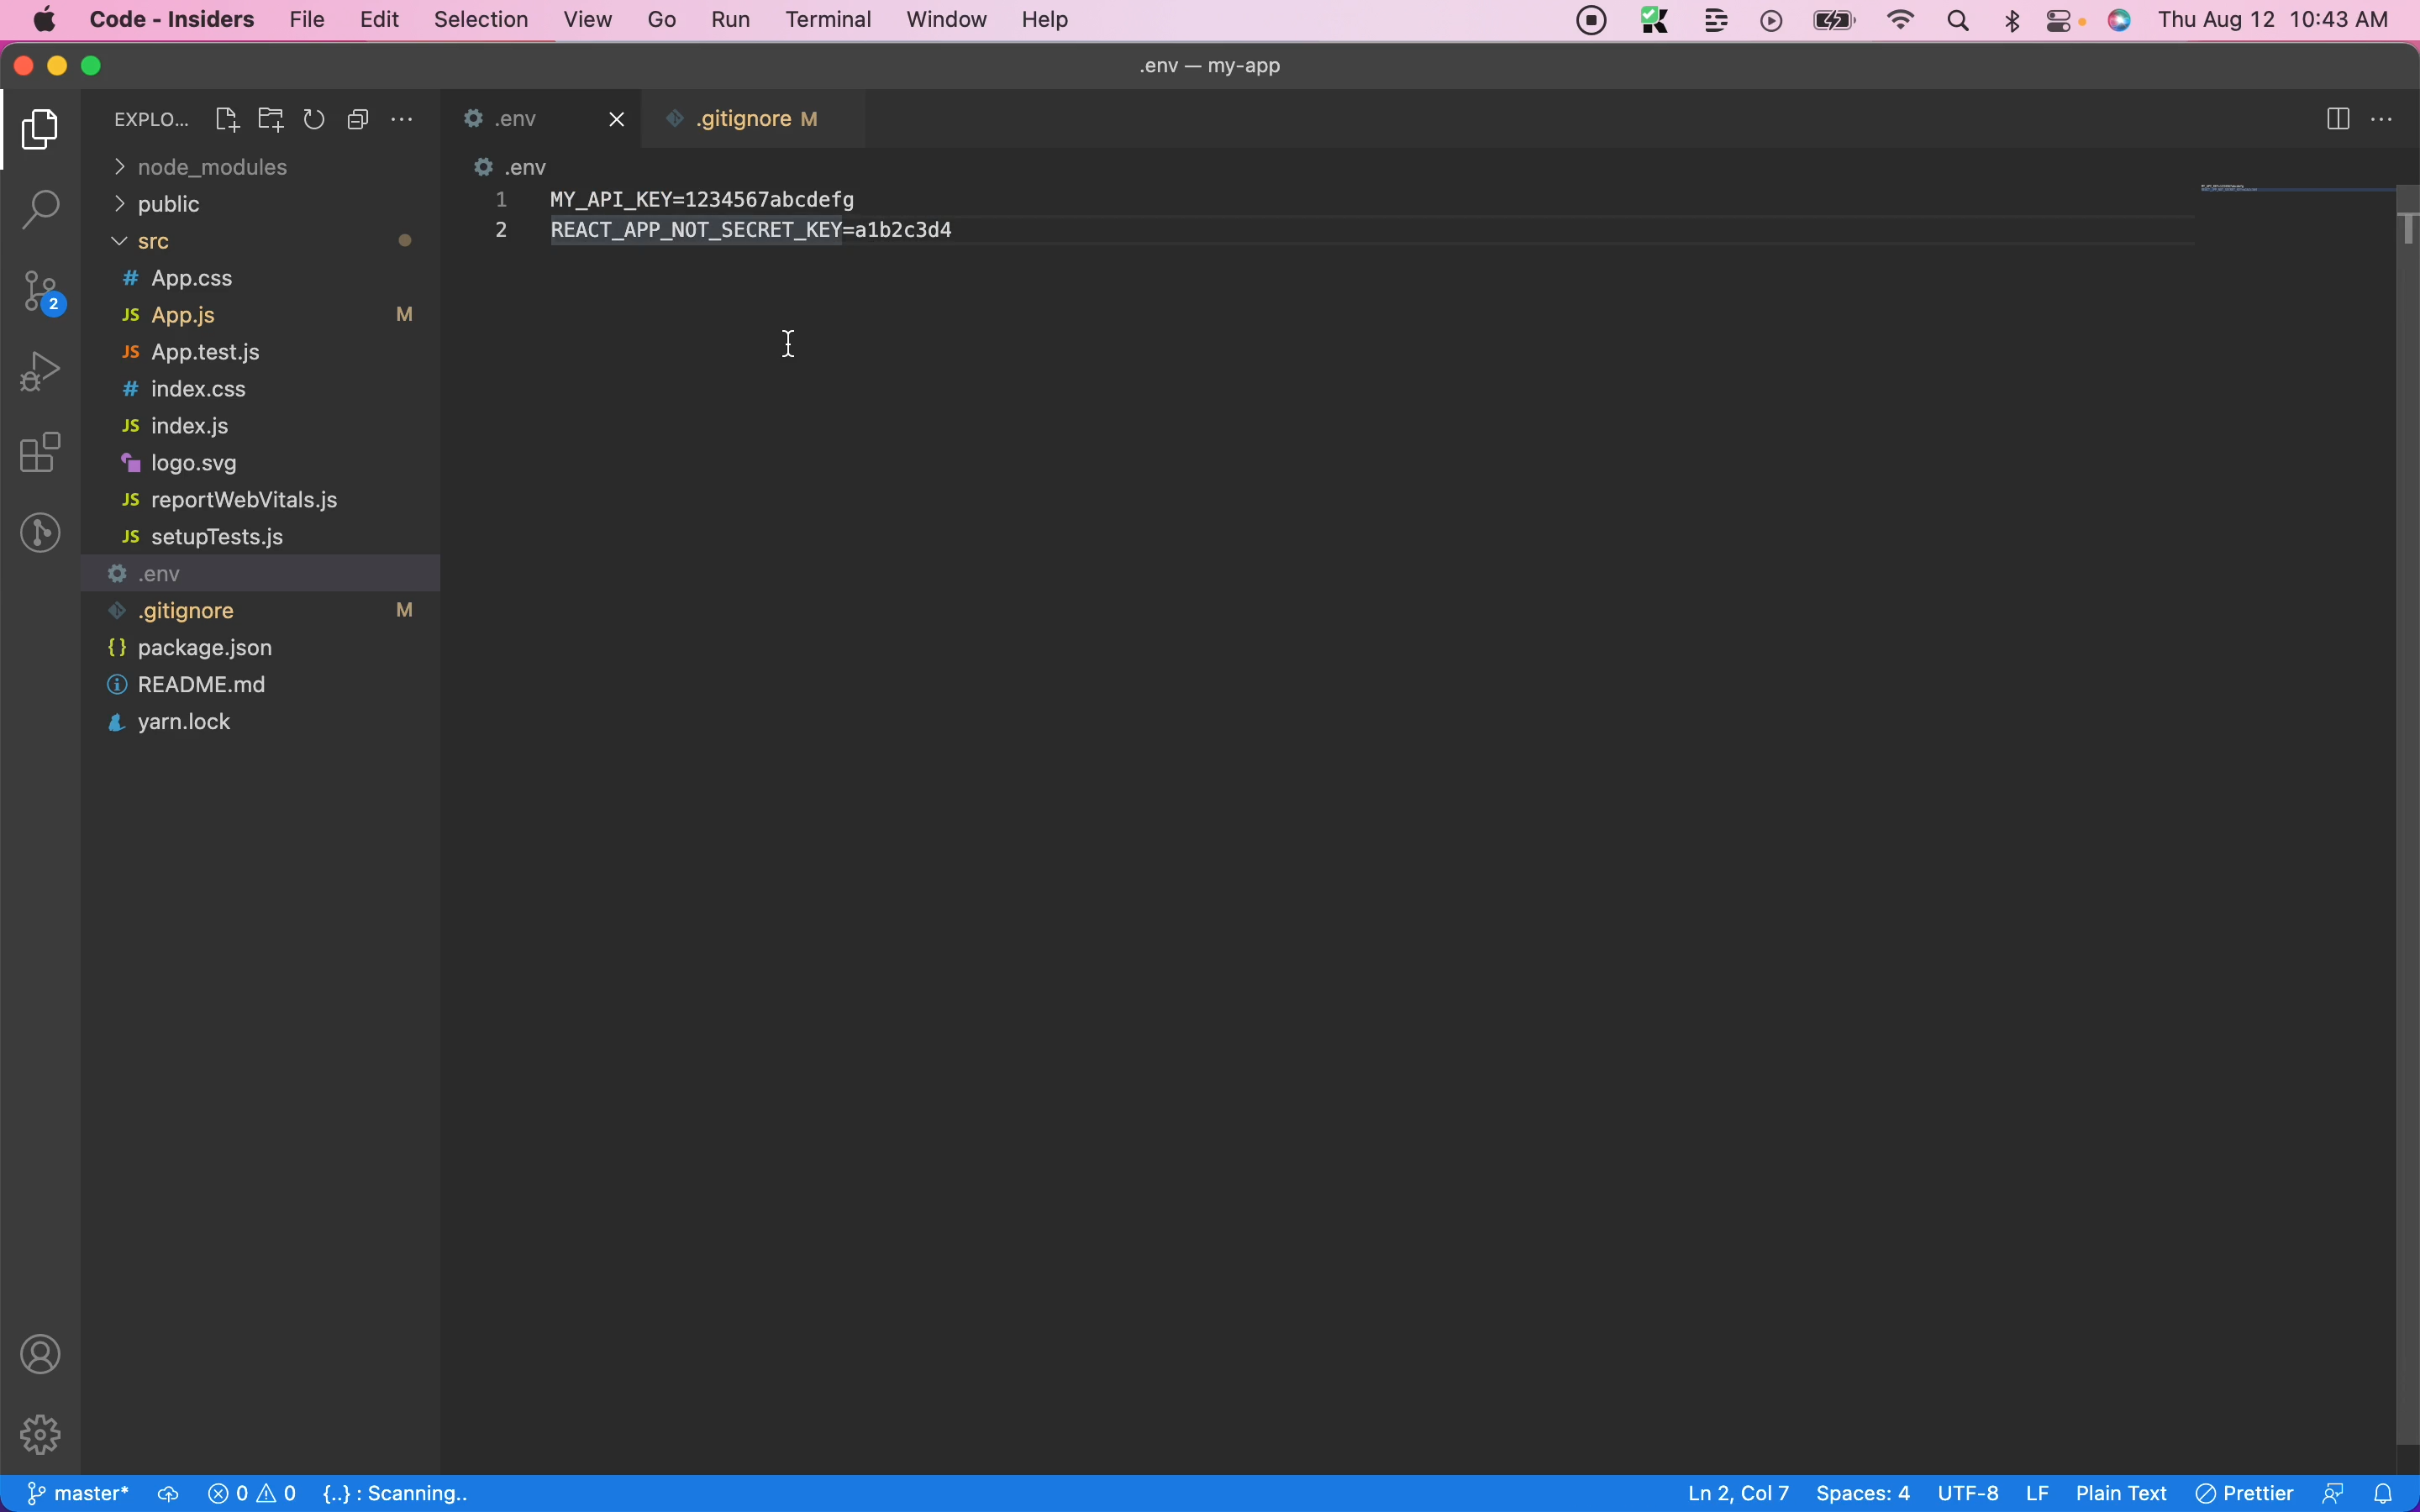 Code - Insiders File Edit Selection View Go Run Terminal Window Help Thu Aug 12 10:43 AM
.env — my-app
EXPLO...
node_modules
public
src
# App.css
JS App.js M
JS App.test.js
# index.css
JS index.js
logo.svg
JS reportWebVitals.js
JS setupTests.js
.env
.gitignore M
{} package.json
README.md
yarn.lock
2
.env
.gitignore M
.env
1 MY_API_KEY=1234567abcdefg
2 REACT_APP_NOT_SECRET_KEY=a1b2c3d4
master* 0 0 {..} : Scanning.. Ln 2, Col 7 Spaces: 4 UTF-8 LF Plain Text Prettier